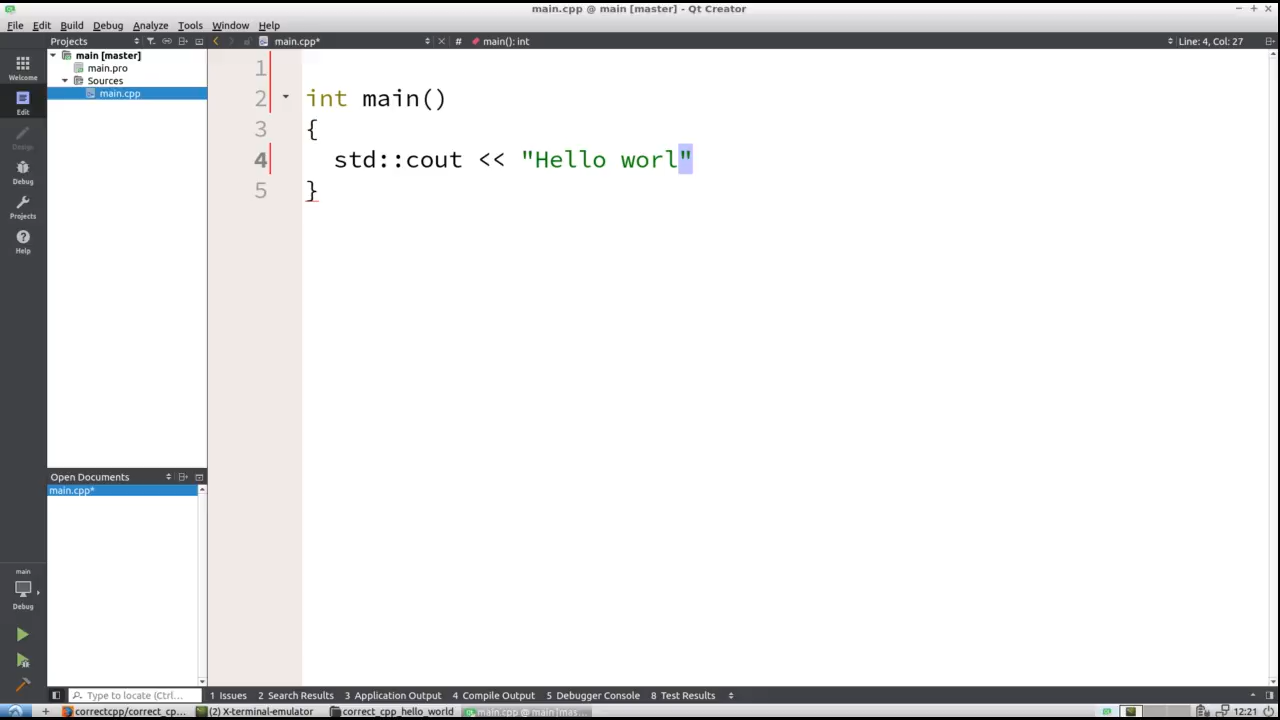 main.cpp @ main [master] - Qt Creator
File Edit Build Debug Analyze Tools Window Help
Projects main.cpp* # main(): int Line: 4, Col: 27
main [master]
main.pro
Sources
main.cpp
Welcome
Edit
Design
Debug
Projects
Help
1
2 int main()
3 {
4 std::cout << "Hello worl"
5 }
Open Documents
main.cpp*
main
Debug
Type to locate (Ctrl...
1 Issues 2 Search Results 3 Application Output 4 Compile Output 5 Debugger Console 8 Test Results
correctcpp/correct_cp... (2) X-terminal-emulator correct_cpp_hello_world main.cpp @ main [mas... 12:21